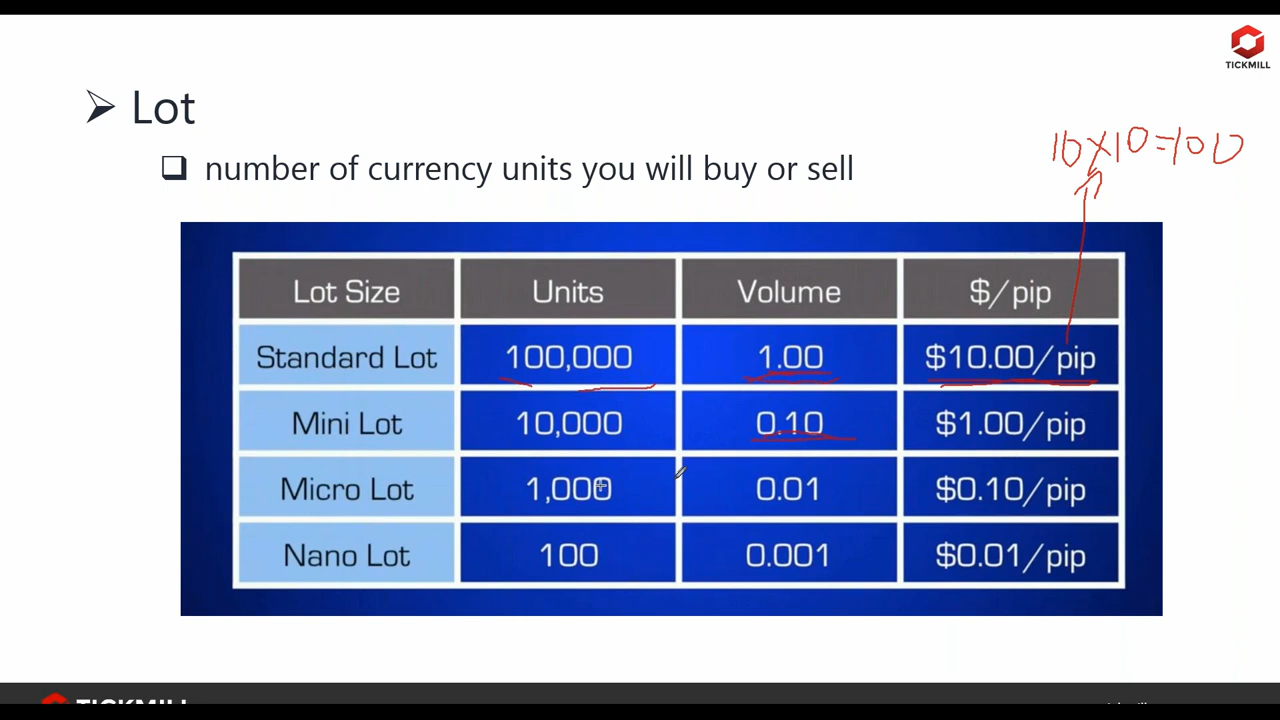 TICKMILL
Lot
10x10=100
number of currency units you will buy or sell
Lot Size Units Volume $/pip
Standard Lot 100,000 1.00 $10.00/pip
Mini Lot 10,000 0.10 $1.00/pip
Micro Lot 1,000 0.01 $0.10/pip
Nano Lot 100 0.001 $0.01/pip
TICKMILL